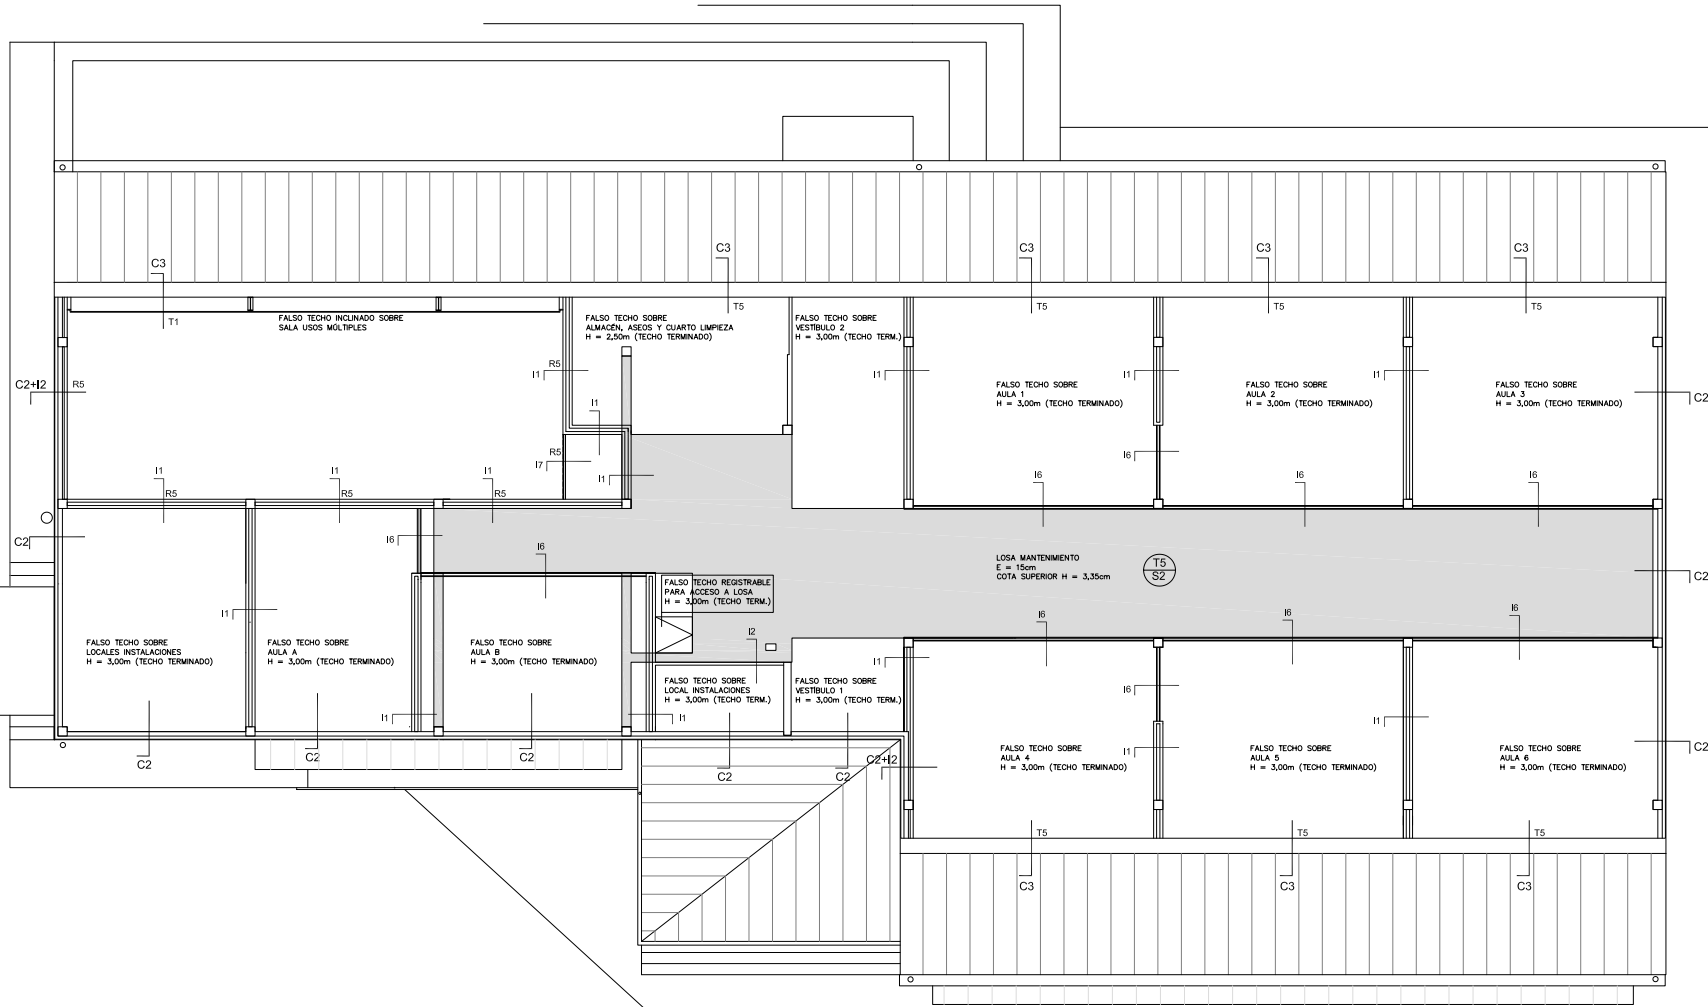 C3
C3
C3
C3
C3
T1
FALSO TECHO INCLINADO SOBRE
SALA USOS MÚLTIPLES
FALSO TECHO SOBRE
ALMACÉN, ASEOS Y CUARTO LIMPIEZA
H = 2,50m (TECHO TERMINADO)
T5
FALSO TECHO SOBRE
VESTÍBULO 2
H = 3,00m (TECHO TERM.)
T5
T5
T5
C2+I2
R5
R5
I1
I1
I1
I1
FALSO TECHO SOBRE
AULA 1
H = 3,00m (TECHO TERMINADO)
FALSO TECHO SOBRE
AULA 2
H = 3,00m (TECHO TERMINADO)
FALSO TECHO SOBRE
AULA 3
H = 3,00m (TECHO TERMINADO)
C2
I1
R5
I7
I6
I1
R5
I1
R5
I1
R5
I1
I6
I6
I6
C2
I6
I6
LOSA MANTENIMIENTO
E = 15cm
COTA SUPERIOR H = 3,35cm
T5
S2
C2
FALSO TECHO REGISTRABLE
PARA ACCESO A LOSA
H = 3,00m (TECHO TERM.)
I1
I6
I6
I6
I2
FALSO TECHO SOBRE
LOCALES INSTALACIONES
H = 3,00m (TECHO TERMINADO)
FALSO TECHO SOBRE
AULA A
H = 3,00m (TECHO TERMINADO)
FALSO TECHO SOBRE
AULA B
H = 3,00m (TECHO TERMINADO)
FALSO TECHO SOBRE
LOCAL INSTALACIONES
H = 3,00m (TECHO TERM.)
FALSO TECHO SOBRE
VESTÍBULO 1
H = 3,00m (TECHO TERM.)
I1
I6
I1
I1
I1
I1
FALSO TECHO SOBRE
AULA 4
H = 3,00m (TECHO TERMINADO)
FALSO TECHO SOBRE
AULA 5
H = 3,00m (TECHO TERMINADO)
FALSO TECHO SOBRE
AULA 6
H = 3,00m (TECHO TERMINADO)
C2
C2
C2
C2
C2
C2
C2+I2
T5
T5
T5
C3
C3
C3